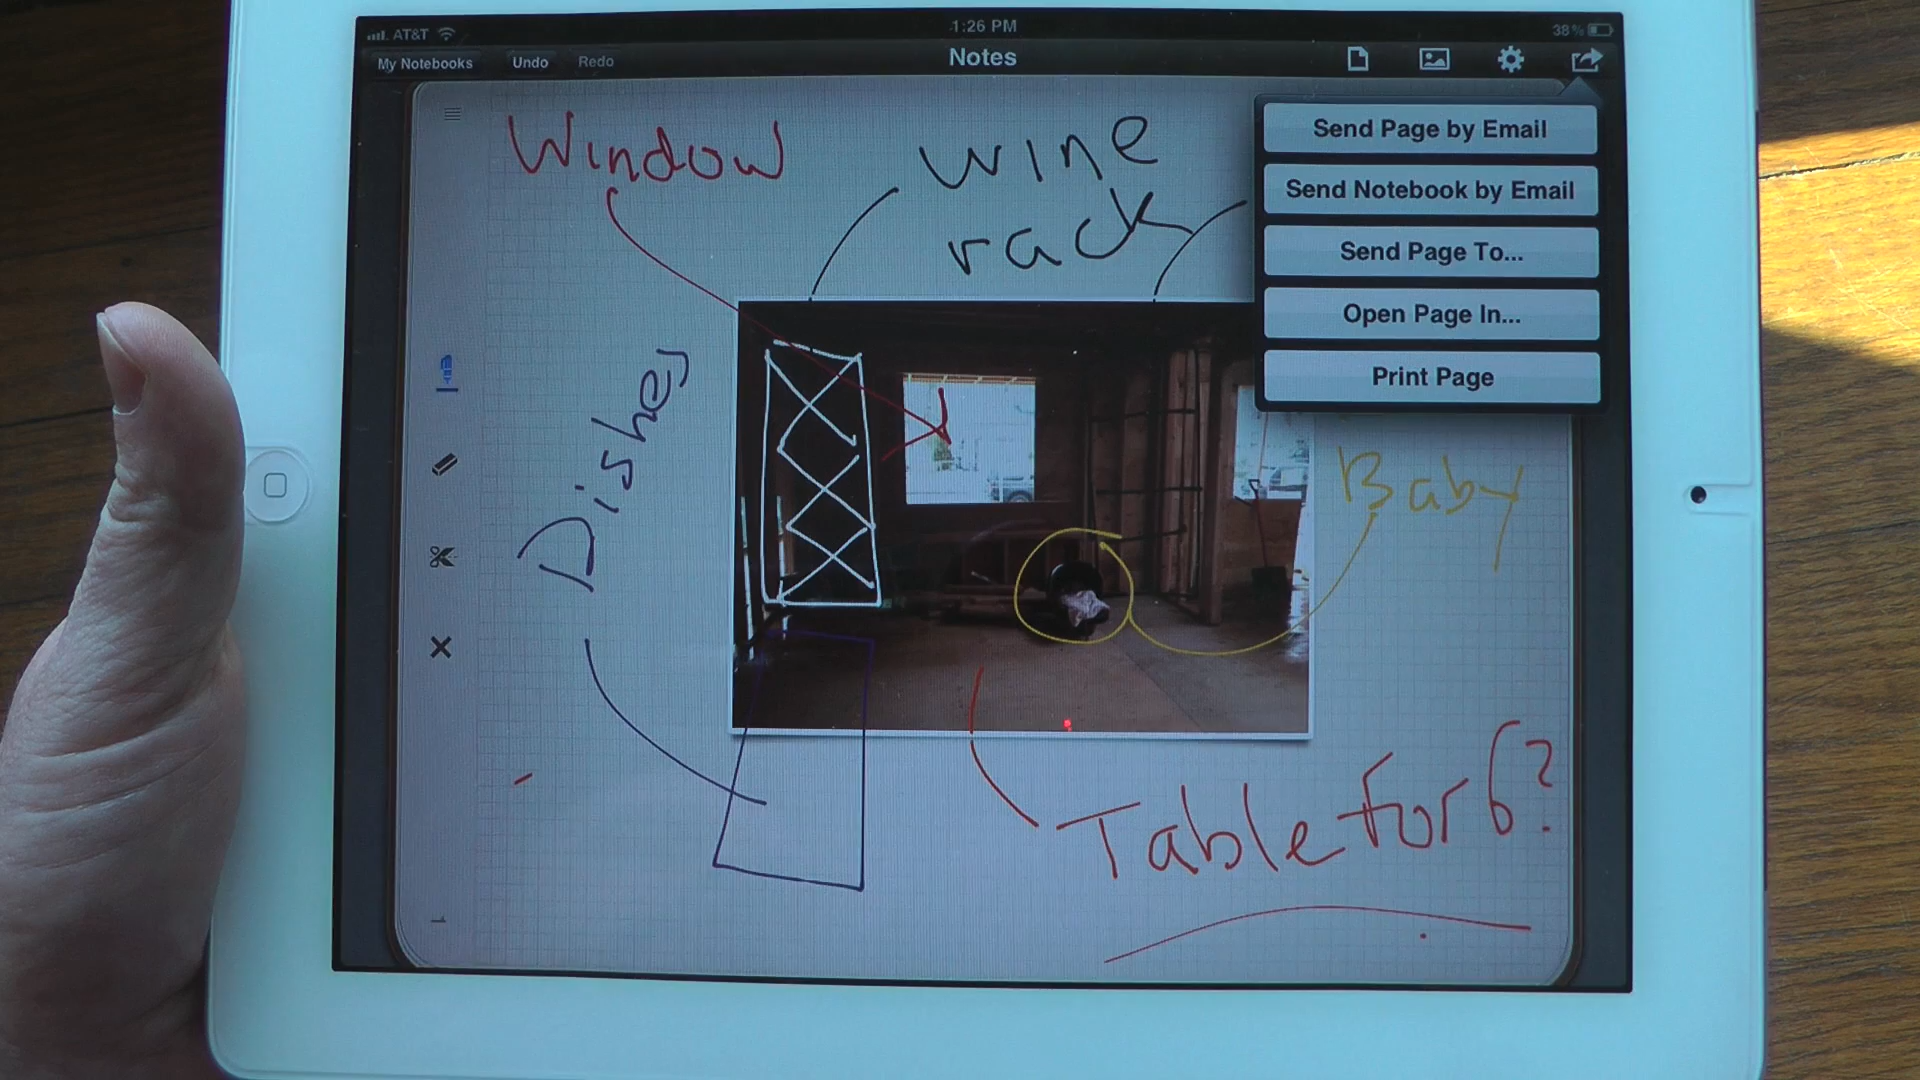 AT&T
1:26 PM
38%
My Notebooks
Undo
Redo
Notes
Send Page by Email
Send Notebook by Email
Send Page To...
Open Page In...
Print Page
Window
wine
rack
Dishes
Baby
Table for 6?
1